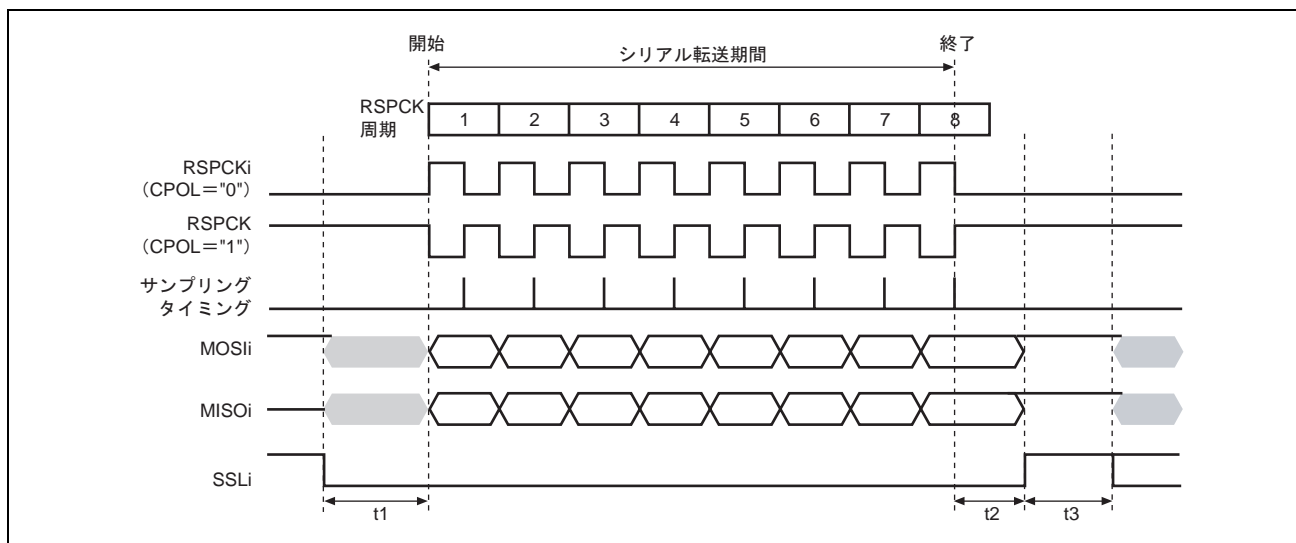 開始
終了
シリアル転送期間
RSPCK
周期
1 2 3 4 5 6 7 8
RSPCKi
(CPOL="0")
RSPCK
(CPOL="1")
サンプリング
タイミング
MOSIi
MISOi
SSLi
t1
t2
t3